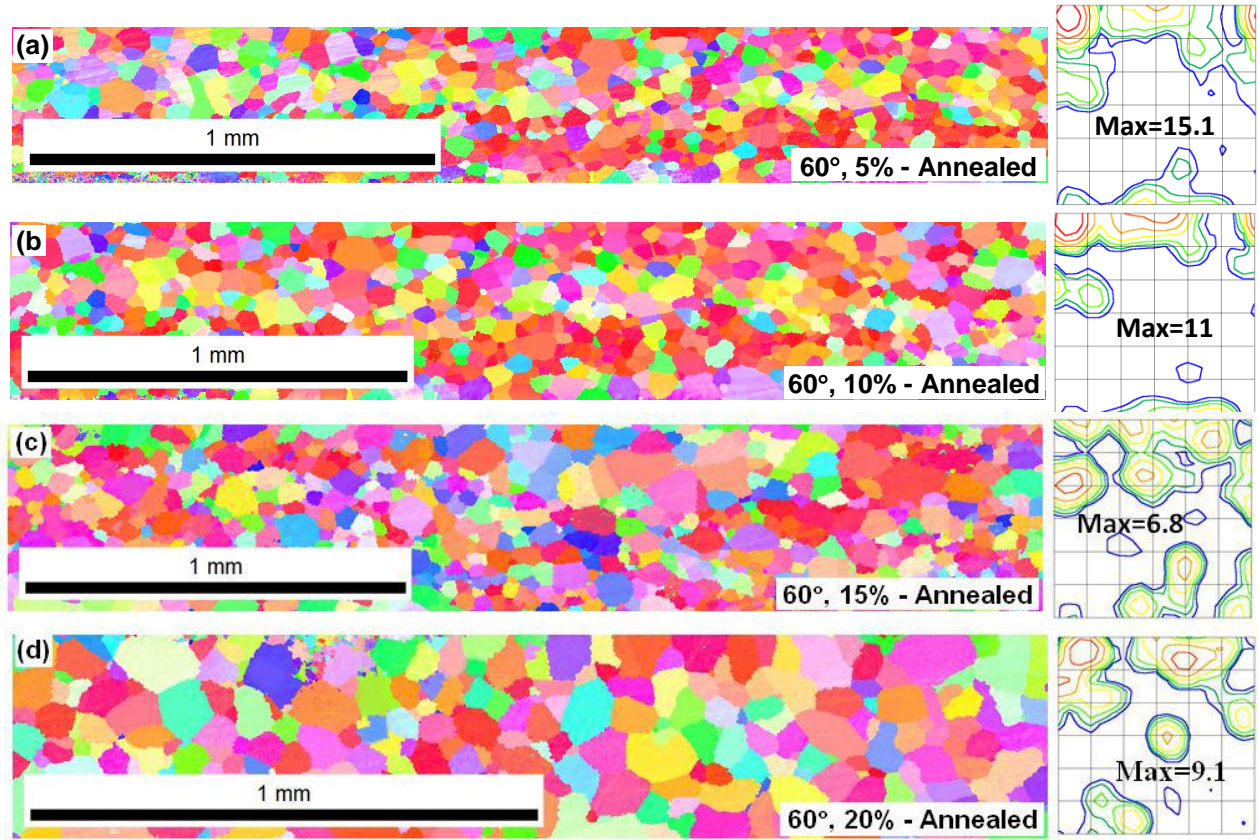 (a)
1 mm
60°, 5% - Annealed
Max=15.1
(b)
1 mm
60°, 10% - Annealed
Max=11
(c)
1 mm
60°, 15% - Annealed
Max=6.8
(d)
1 mm
60°, 20% - Annealed
Max=9.1